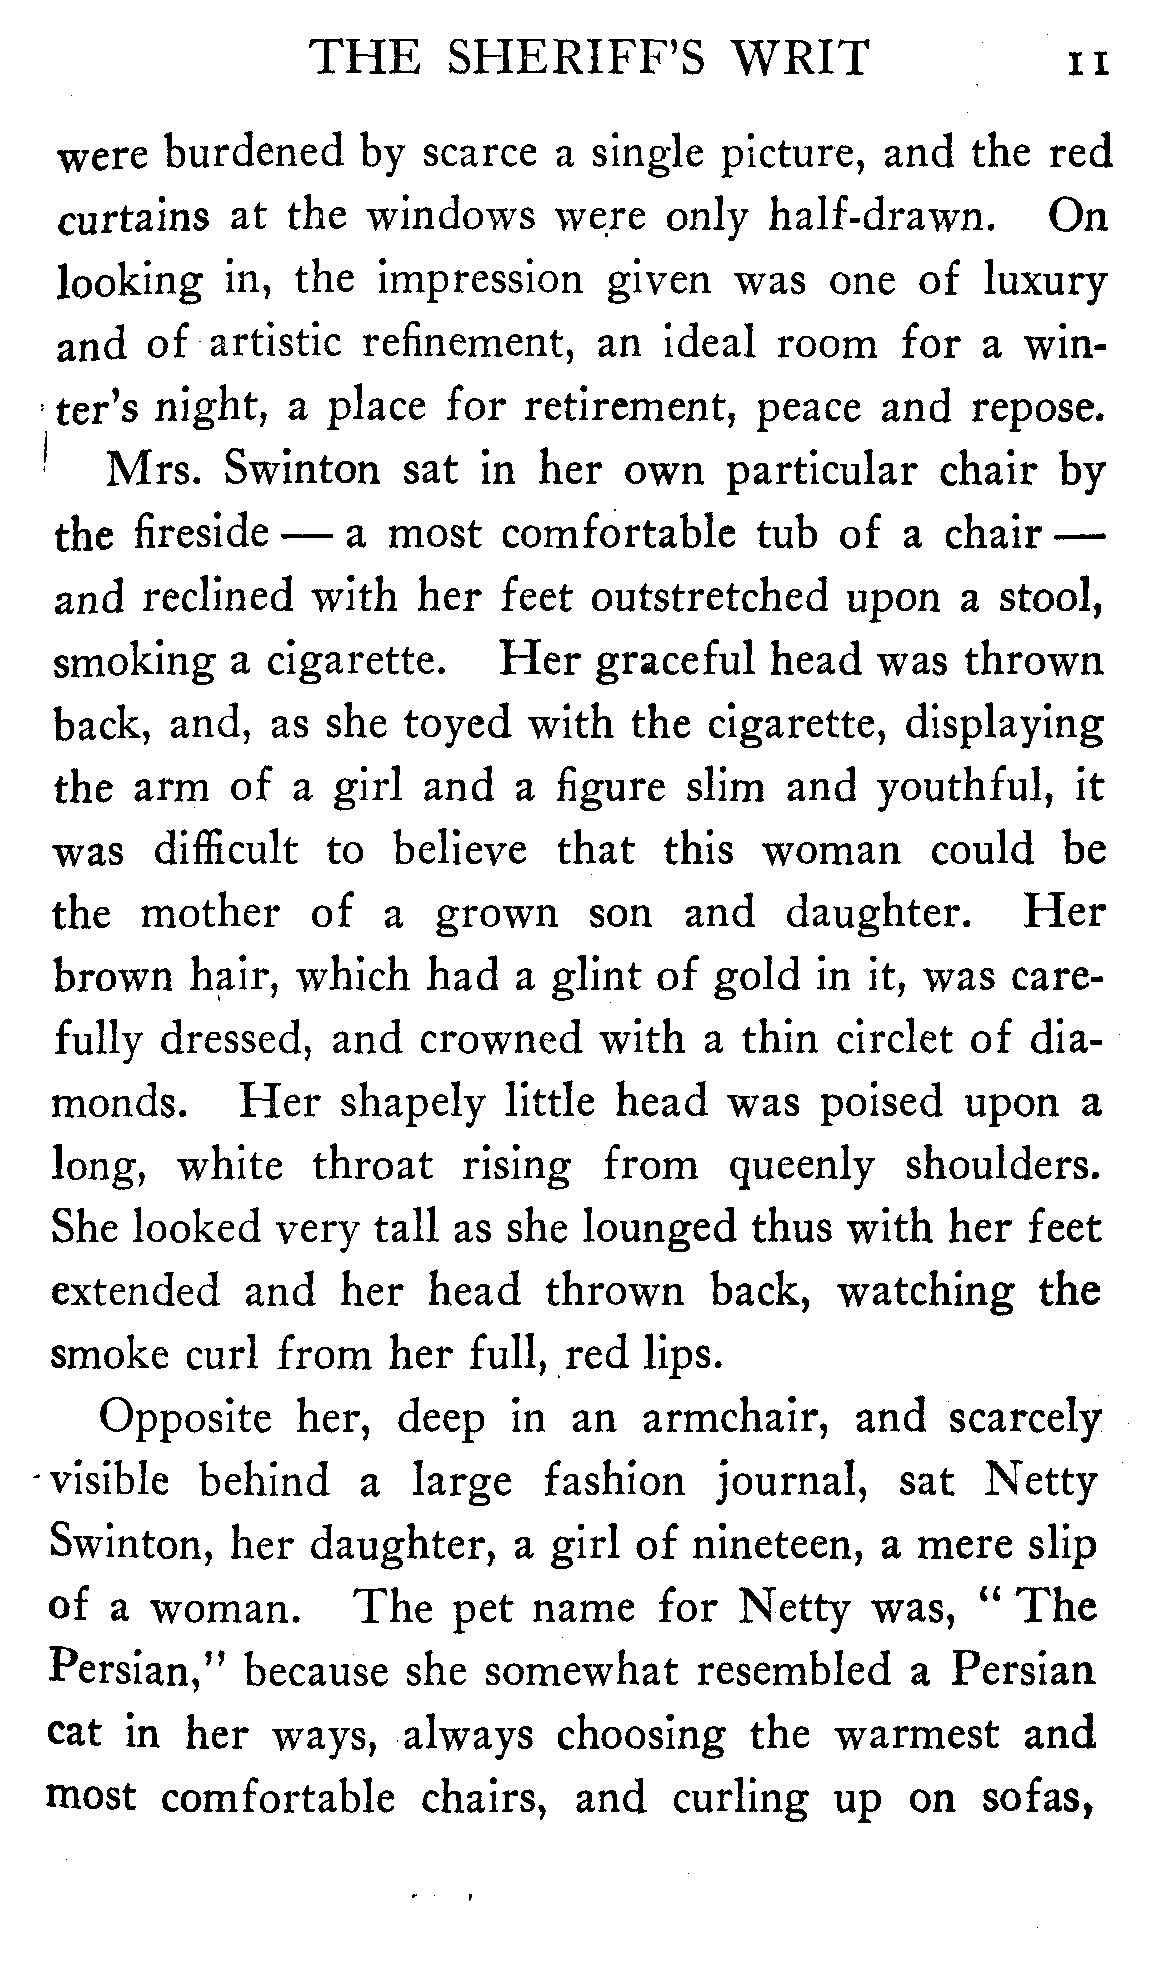 THE SHERIFF'S WRIT 11
were burdened by scarce a single picture, and the red
curtains at the windows were only half-drawn. On
looking in, the impression given was one of luxury
and of artistic refinement, an ideal room for a win-
ter's night, a place for retirement, peace and repose.
Mrs. Swinton sat in her own particular chair by
the fireside — a most comfortable tub of a chair —
and reclined with her feet outstretched upon a stool,
smoking a cigarette. Her graceful head was thrown
back, and, as she toyed with the cigarette, displaying
the arm of a girl and a figure slim and youthful, it
was difficult to believe that this woman could be
the mother of a grown son and daughter. Her
brown hair, which had a glint of gold in it, was care-
fully dressed, and crowned with a thin circlet of dia-
monds. Her shapely little head was poised upon a
long, white throat rising from queenly shoulders.
She looked very tall as she lounged thus with her feet
extended and her head thrown back, watching the
smoke curl from her full, red lips.
Opposite her, deep in an armchair, and scarcely
visible behind a large fashion journal, sat Netty
Swinton, her daughter, a girl of nineteen, a mere slip
of a woman. The pet name for Netty was, " The
Persian," because she somewhat resembled a Persian
cat in her ways, always choosing the warmest and
most comfortable chairs, and curling up on sofas,